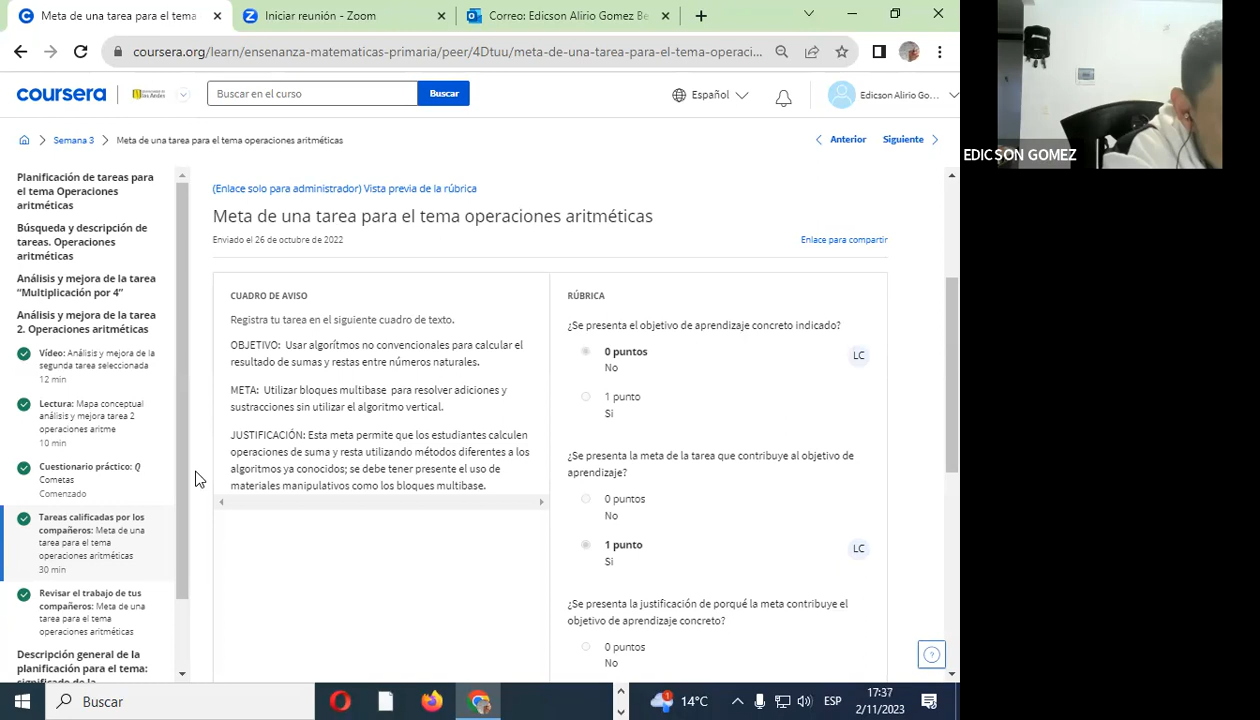 Meta de una tarea para el tema
Iniciar reunión - Zoom
Correo: Edicson Alirio Gomez Be
coursera.org/learn/ensenanza-matematicas-primaria/peer/4Dtuu/meta-de-una-tarea-para-el-tema-operaci...
coursera
Buscar en el curso
Buscar
Español
Edicson Alirio Go...
Semana 3
Meta de una tarea para el tema operaciones aritméticas
Anterior
Siguiente
Planificación de tareas para
el tema Operaciones
aritméticas
Búsqueda y descripción de
tareas. Operaciones
aritméticas
Análisis y mejora de la tarea
“Multiplicación por 4”
Análisis y mejora de la tarea
2. Operaciones aritméticas
Vídeo: Análisis y mejora de la
segunda tarea seleccionada
12 min
Lectura: Mapa conceptual
análisis y mejora tarea 2
operaciones aritme
10 min
Cuestionario práctico: Q
Cometas
Comenzado
Tareas calificadas por los
compañeros: Meta de una
tarea para el tema
operaciones aritméticas
30 min
Revisar el trabajo de tus
compañeros: Meta de una
tarea para el tema
operaciones aritméticas
Descripción general de la
planificación para el tema:
significado de la
(Enlace solo para administrador) Vista previa de la rúbrica
Meta de una tarea para el tema operaciones aritméticas
Enviado el 26 de octubre de 2022
Enlace para compartir
CUADRO DE AVISO
Registra tu tarea en el siguiente cuadro de texto.
OBJETIVO: Usar algorítmos no convencionales para calcular el
resultado de sumas y restas entre números naturales.
META: Utilizar bloques multibase para resolver adiciones y
sustracciones sin utilizar el algoritmo vertical.
JUSTIFICACIÓN: Esta meta permite que los estudiantes calculen
operaciones de suma y resta utilizando métodos diferentes a los
algoritmos ya conocidos; se debe tener presente el uso de
materiales manipulativos como los bloques multibase.
RÚBRICA
¿Se presenta el objetivo de aprendizaje concreto indicado?
0 puntos
No
LC
1 punto
Si
¿Se presenta la meta de la tarea que contribuye al objetivo de
aprendizaje?
0 puntos
No
1 punto
Si
LC
¿Se presenta la justificación de porqué la meta contribuye el
objetivo de aprendizaje concreto?
0 puntos
No
EDICSON GOMEZ
Buscar
1
14°C
ESP
17:37
2/11/2023